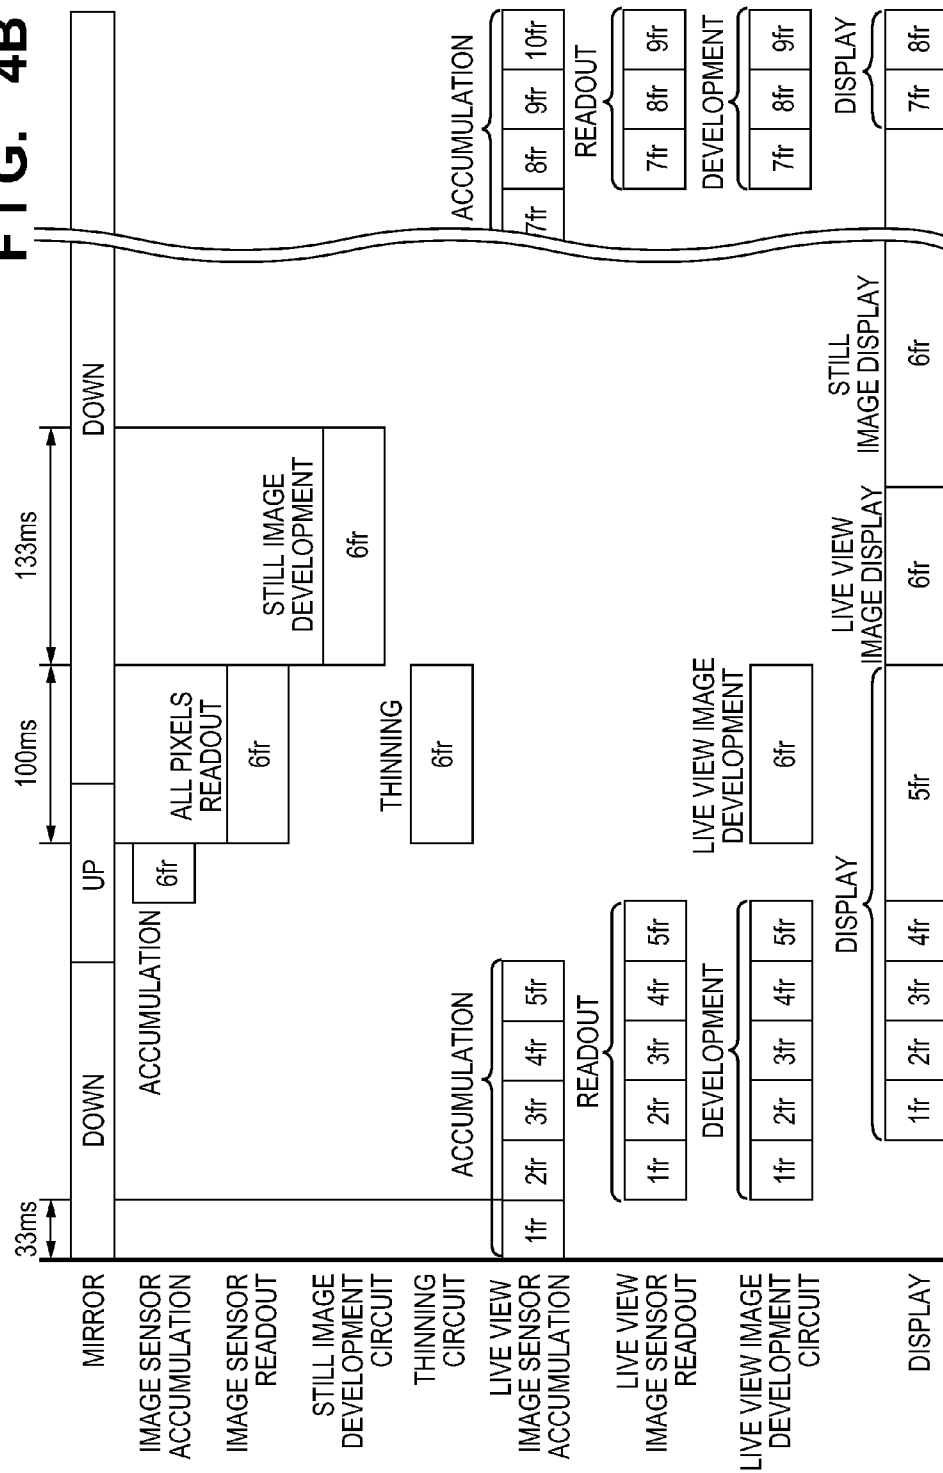 FIG. 4B
33ms
100ms
133ms
MIRROR
DOWN
UP
DOWN
IMAGE SENSOR
ACCUMULATION
ACCUMULATION
6fr
IMAGE SENSOR
READOUT
ALL PIXELS
READOUT
6fr
STILL IMAGE
DEVELOPMENT
CIRCUIT
STILL IMAGE
DEVELOPMENT
6fr
THINNING
CIRCUIT
THINNING
6fr
LIVE VIEW
IMAGE SENSOR
ACCUMULATION
ACCUMULATION
1fr 2fr 3fr 4fr 5fr
ACCUMULATION
7fr 8fr 9fr 10fr
LIVE VIEW
IMAGE SENSOR
READOUT
READOUT
1fr 2fr 3fr 4fr 5fr
READOUT
7fr 8fr 9fr
LIVE VIEW IMAGE
DEVELOPMENT
CIRCUIT
DEVELOPMENT
1fr 2fr 3fr 4fr 5fr
LIVE VIEW IMAGE
DEVELOPMENT
6fr
DEVELOPMENT
7fr 8fr 9fr
DISPLAY
DISPLAY
1fr 2fr 3fr 4fr 5fr
LIVE VIEW
IMAGE DISPLAY
6fr
STILL
IMAGE DISPLAY
6fr
DISPLAY
7fr 8fr